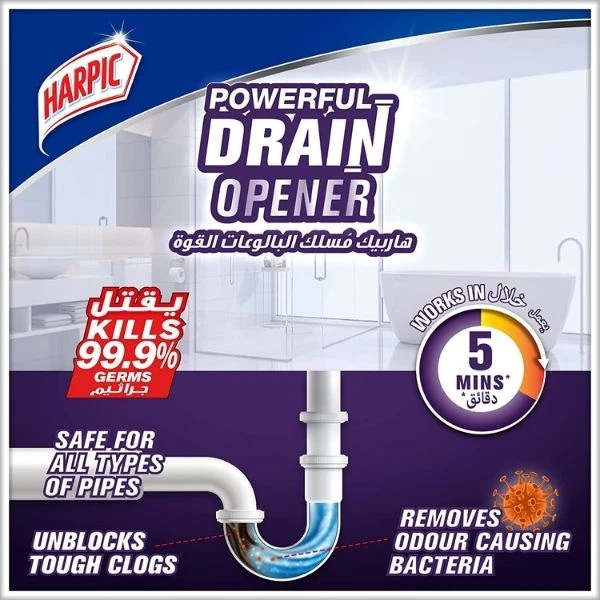 HARPIC
POWERFUL
DRAIN
OPENER
هاربيك مُسلك البالوعات القوة
يقتل
KILLS
99.9%
GERMS
جراثيم
WORKS IN يعمل خلال
5
MINS*
دقائق*
SAFE FOR
ALL TYPES
OF PIPES
UNBLOCKS
TOUGH CLOGS
REMOVES
ODOUR CAUSING
BACTERIA